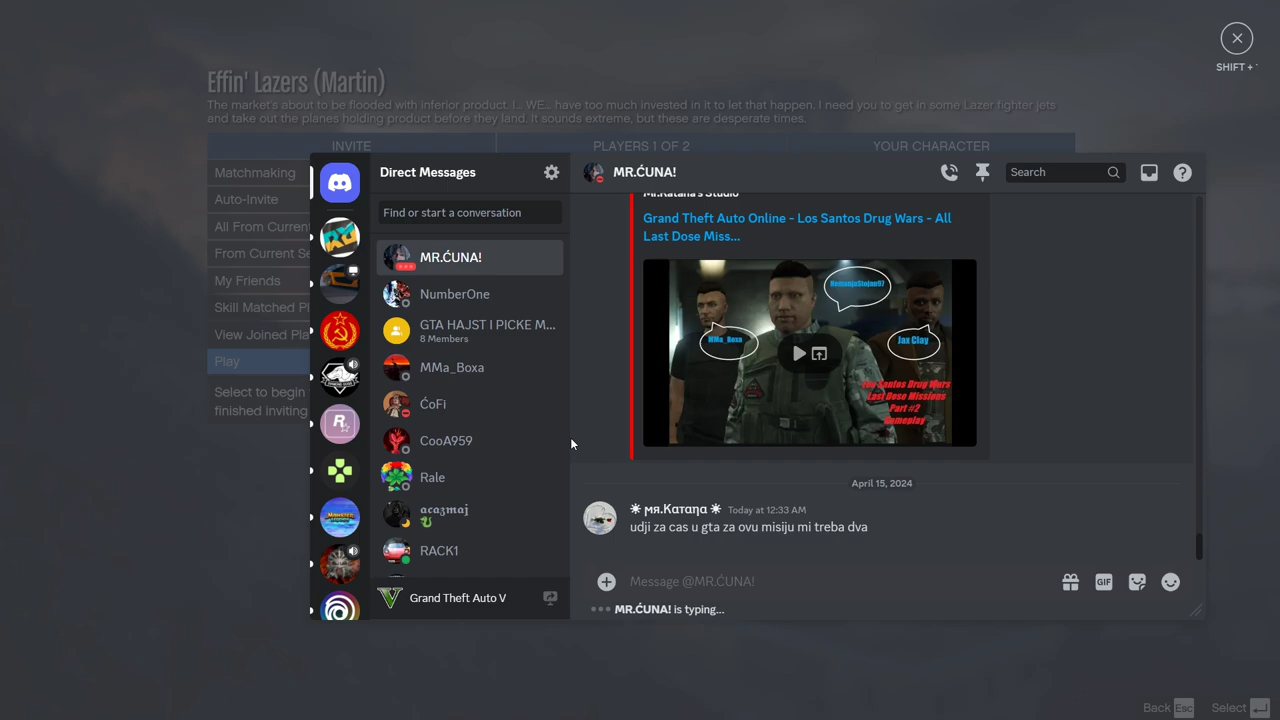 SHIFT + `
Effin' Lazers (Martin)
The market's about to be flooded with inferior product. I... WE... have too much invested in it to let that happen. I need you to get in some Lazer fighter jets
and take out the planes holding product before they land. It sounds extreme, but these are desperate times.
INVITE
PLAYERS 1 OF 2
YOUR CHARACTER
Matchmaking
Auto-Invite
All From Curren
From Current Se
My Friends
Skill Matched Pl
View Joined Pla
Play
Select to begin
finished inviting
Direct Messages
Find or start a conversation
MR.ĆUNA!
NumberOne
GTA HAJST I PICKE M...
8 Members
MMa_Boxa
ĆoFi
CooA959
Rale
RACK1
Grand Theft Auto V
MR.ĆUNA!
Search
Mr.Katana's Studio
Grand Theft Auto Online - Los Santos Drug Wars - All
Last Dose Miss...
NemanjaStojan97
MMa_Boxa
Jax Clay
Los Santos Drug Wars
Last Dose Missions
Part #2
Gameplay
April 15, 2024
☀ мя.Катапа ☀ Today at 12:33 AM
udji za cas u gta za ovu misiju mi treba dva
Message @MR.ĆUNA!
GIF
MR.ĆUNA! is typing...
Back Esc
Select